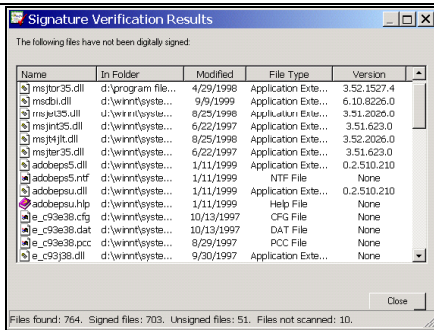 Signature Verification Results
The following files have not been digitally signed:
Name In Folder Modified File Type Version
msjtor35.dll d:\program file... 4/29/1998 Application Exte... 3.52.1527.4
msdbi.dll d:\winnt\syste... 9/9/1999 Application Exte... 6.10.8226.0
msjet35.dll d:\winnt\syste... 8/25/1998 Application Exte... 3.51.2026.0
msjint35.dll d:\winnt\syste... 6/22/1997 Application Exte... 3.51.623.0
msjt4jlt.dll d:\winnt\syste... 8/25/1998 Application Exte... 3.52.2026.0
msjter35.dll d:\winnt\syste... 6/22/1997 Application Exte... 3.51.623.0
adobeps5.dll d:\winnt\syste... 1/11/1999 Application Exte... 0.2.510.210
adobeps5.ntf d:\winnt\syste... 1/11/1999 NTF File None
adobepsu.dll d:\winnt\syste... 1/11/1999 Application Exte... 0.2.510.210
adobepsu.hlp d:\winnt\syste... 1/11/1999 Help File None
e_c93e38.cfg d:\winnt\syste... 10/13/1997 CFG File None
e_c93e38.dat d:\winnt\syste... 10/13/1997 DAT File None
e_c93e38.pcc d:\winnt\syste... 8/29/1997 PCC File None
e_c93j38.dll d:\winnt\syste... 9/30/1997 Application Exte... None
Close
Files found: 764. Signed files: 703. Unsigned files: 51. Files not scanned: 10.